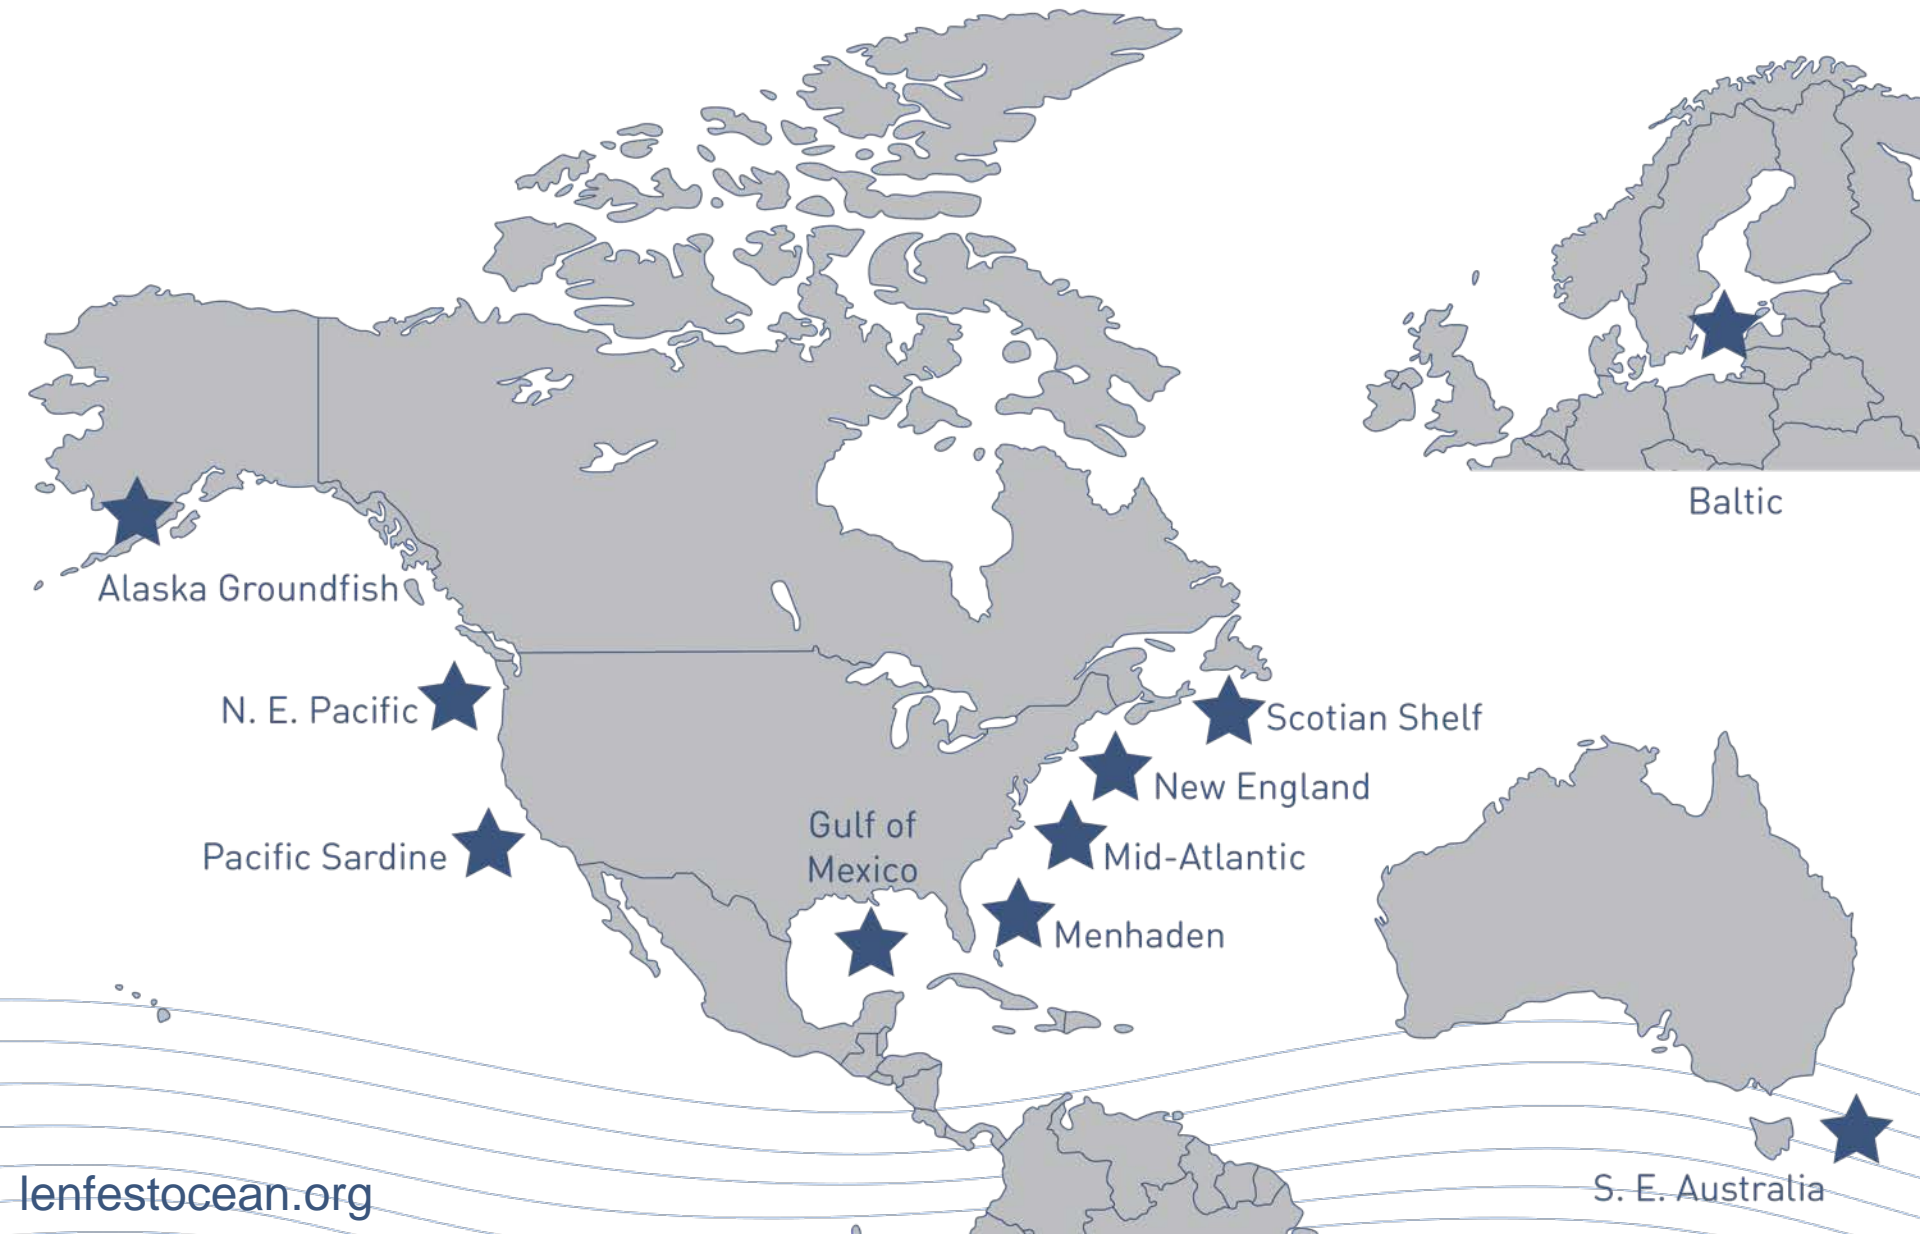 Baltic
Alaska Groundfish
N. E. Pacific
Scotian Shelf
New England
Gulf of
Mexico
Pacific Sardine
Mid-Atlantic
Menhaden
S. E. Australia
lenfestocean.org